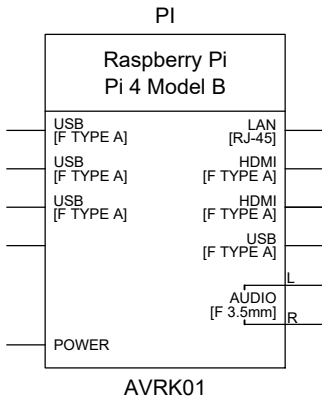 PI
Raspberry Pi
Pi 4 Model B
USB
[F TYPE A]
USB
[F TYPE A]
USB
[F TYPE A]
POWER
LAN
[RJ-45]
HDMI
[F TYPE A]
HDMI
[F TYPE A]
USB
[F TYPE A]
L
AUDIO
[F 3.5mm]
R
AVRK01